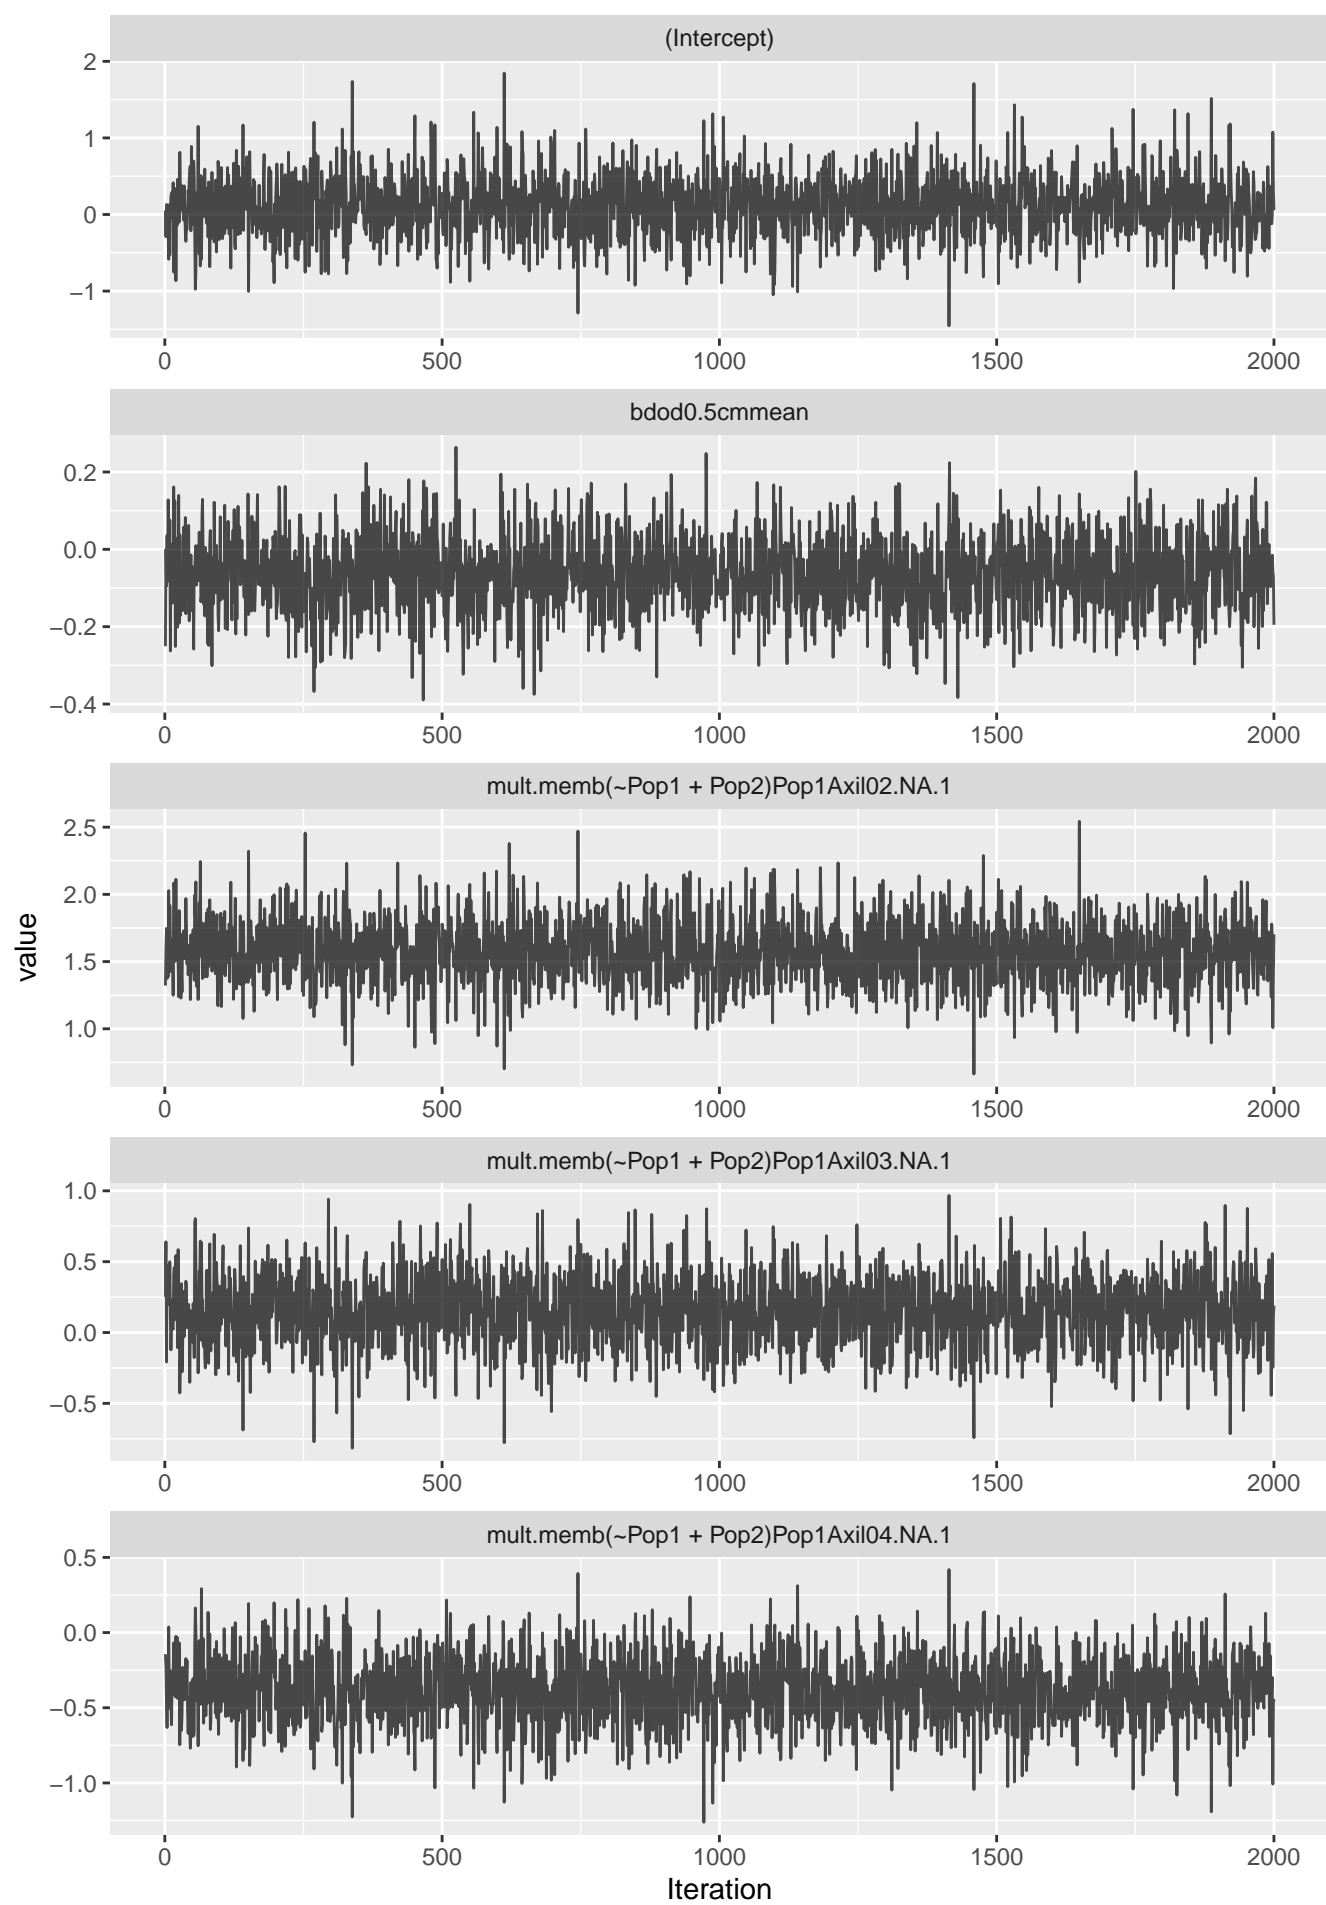 (Intercept)
2
1
0
−1
0 500 1000 1500 2000
bdod0.5cmmean
0.2
0.0
−0.2
−0.4
0 500 1000 1500 2000
mult.memb(~Pop1 + Pop2)Pop1Axil02.NA.1
2.5
2.0
1.5
1.0
value
0 500 1000 1500 2000
mult.memb(~Pop1 + Pop2)Pop1Axil03.NA.1
1.0
0.5
0.0
−0.5
0 500 1000 1500 2000
mult.memb(~Pop1 + Pop2)Pop1Axil04.NA.1
0.5
0.0
−0.5
−1.0
0 500 1000 1500 2000
Iteration